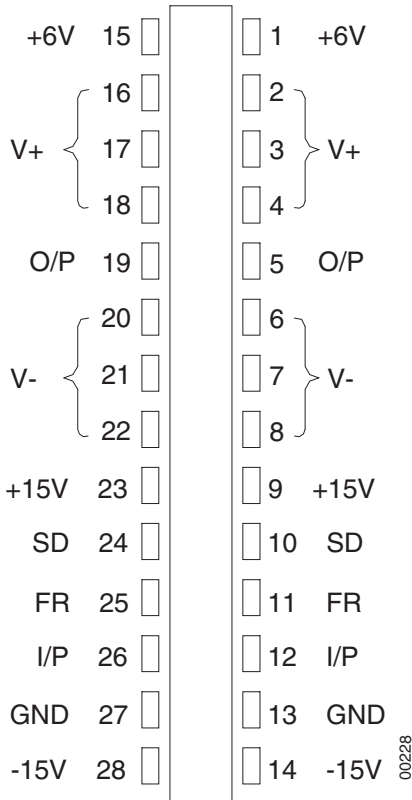 +6V 15 1 +6V
16 2
V+ 17 3 V+
18 4
O/P 19 5 O/P
20 6
V- 21 7 V-
22 8
+15V 23 9 +15V
SD 24 10 SD
FR 25 11 FR
I/P 26 12 I/P
GND 27 13 GND
-15V 28 14 -15V
00228